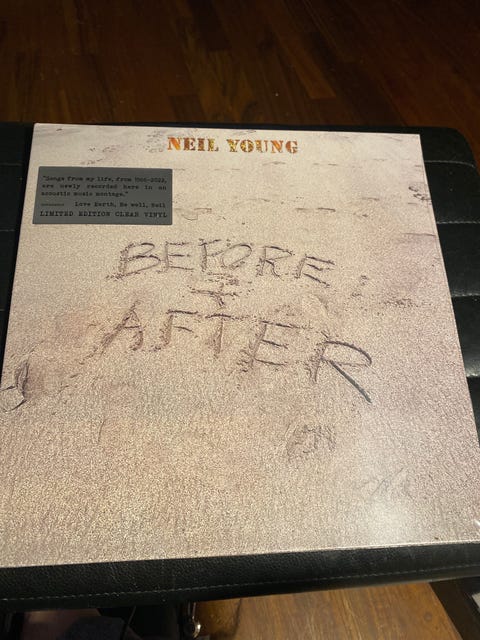 NEIL YOUNG
"Songs from my life, from 1966-2022,
are newly recorded here in an
acoustic music montage."
Love Earth, Be well, Neil
LIMITED EDITION CLEAR VINYL
BEFORE
+
AFTER